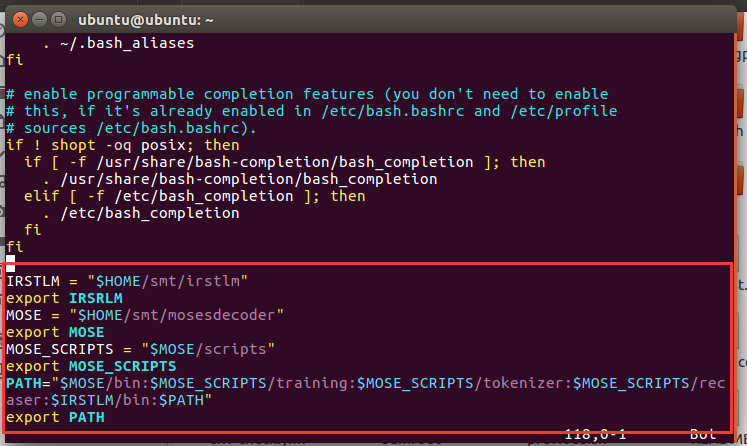 ubuntu@ubuntu: ~
    . ~/.bash_aliases
fi

# enable programmable completion features (you don't need to enable
# this, if it's already enabled in /etc/bash.bashrc and /etc/profile
# sources /etc/bash.bashrc).
if ! shopt -oq posix; then
  if [ -f /usr/share/bash-completion/bash_completion ]; then
    . /usr/share/bash-completion/bash_completion
  elif [ -f /etc/bash_completion ]; then
    . /etc/bash_completion
  fi
fi

IRSTLM = "$HOME/smt/irstlm"
export IRSRLM
MOSE = "$HOME/smt/mosesdecoder"
export MOSE
MOSE_SCRIPTS = "$MOSE/scripts"
export MOSE_SCRIPTS
PATH="$MOSE/bin:$MOSE_SCRIPTS/training:$MOSE_SCRIPTS/tokenizer:$MOSE_SCRIPTS/rec
aser:$IRSTLM/bin:$PATH"
export PATH
118,0-1 Bot